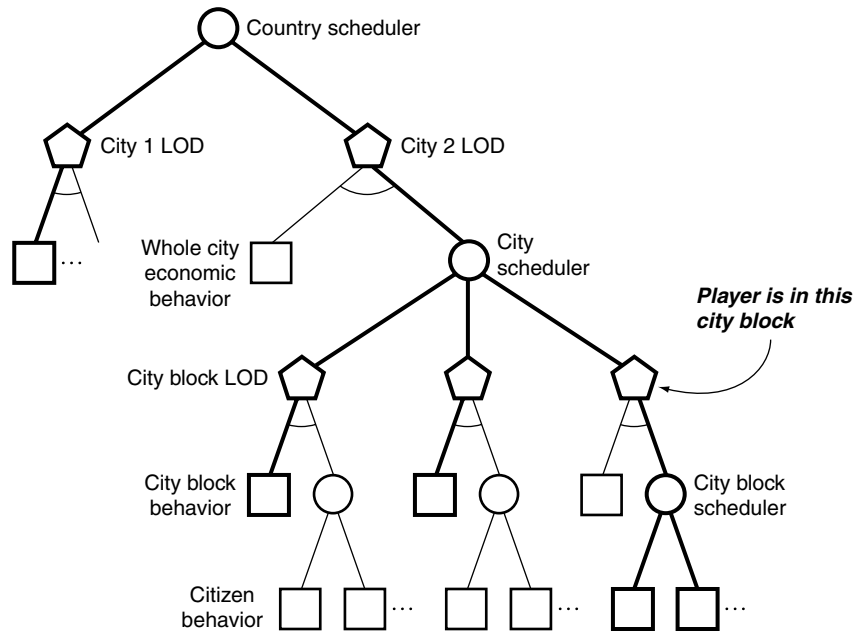 Country scheduler
City 1 LOD
City 2 LOD
...
Whole city
economic
behavior
City
scheduler
Player is in this
city block
City block LOD
City block
behavior
City block
scheduler
Citizen
behavior
...
...
...